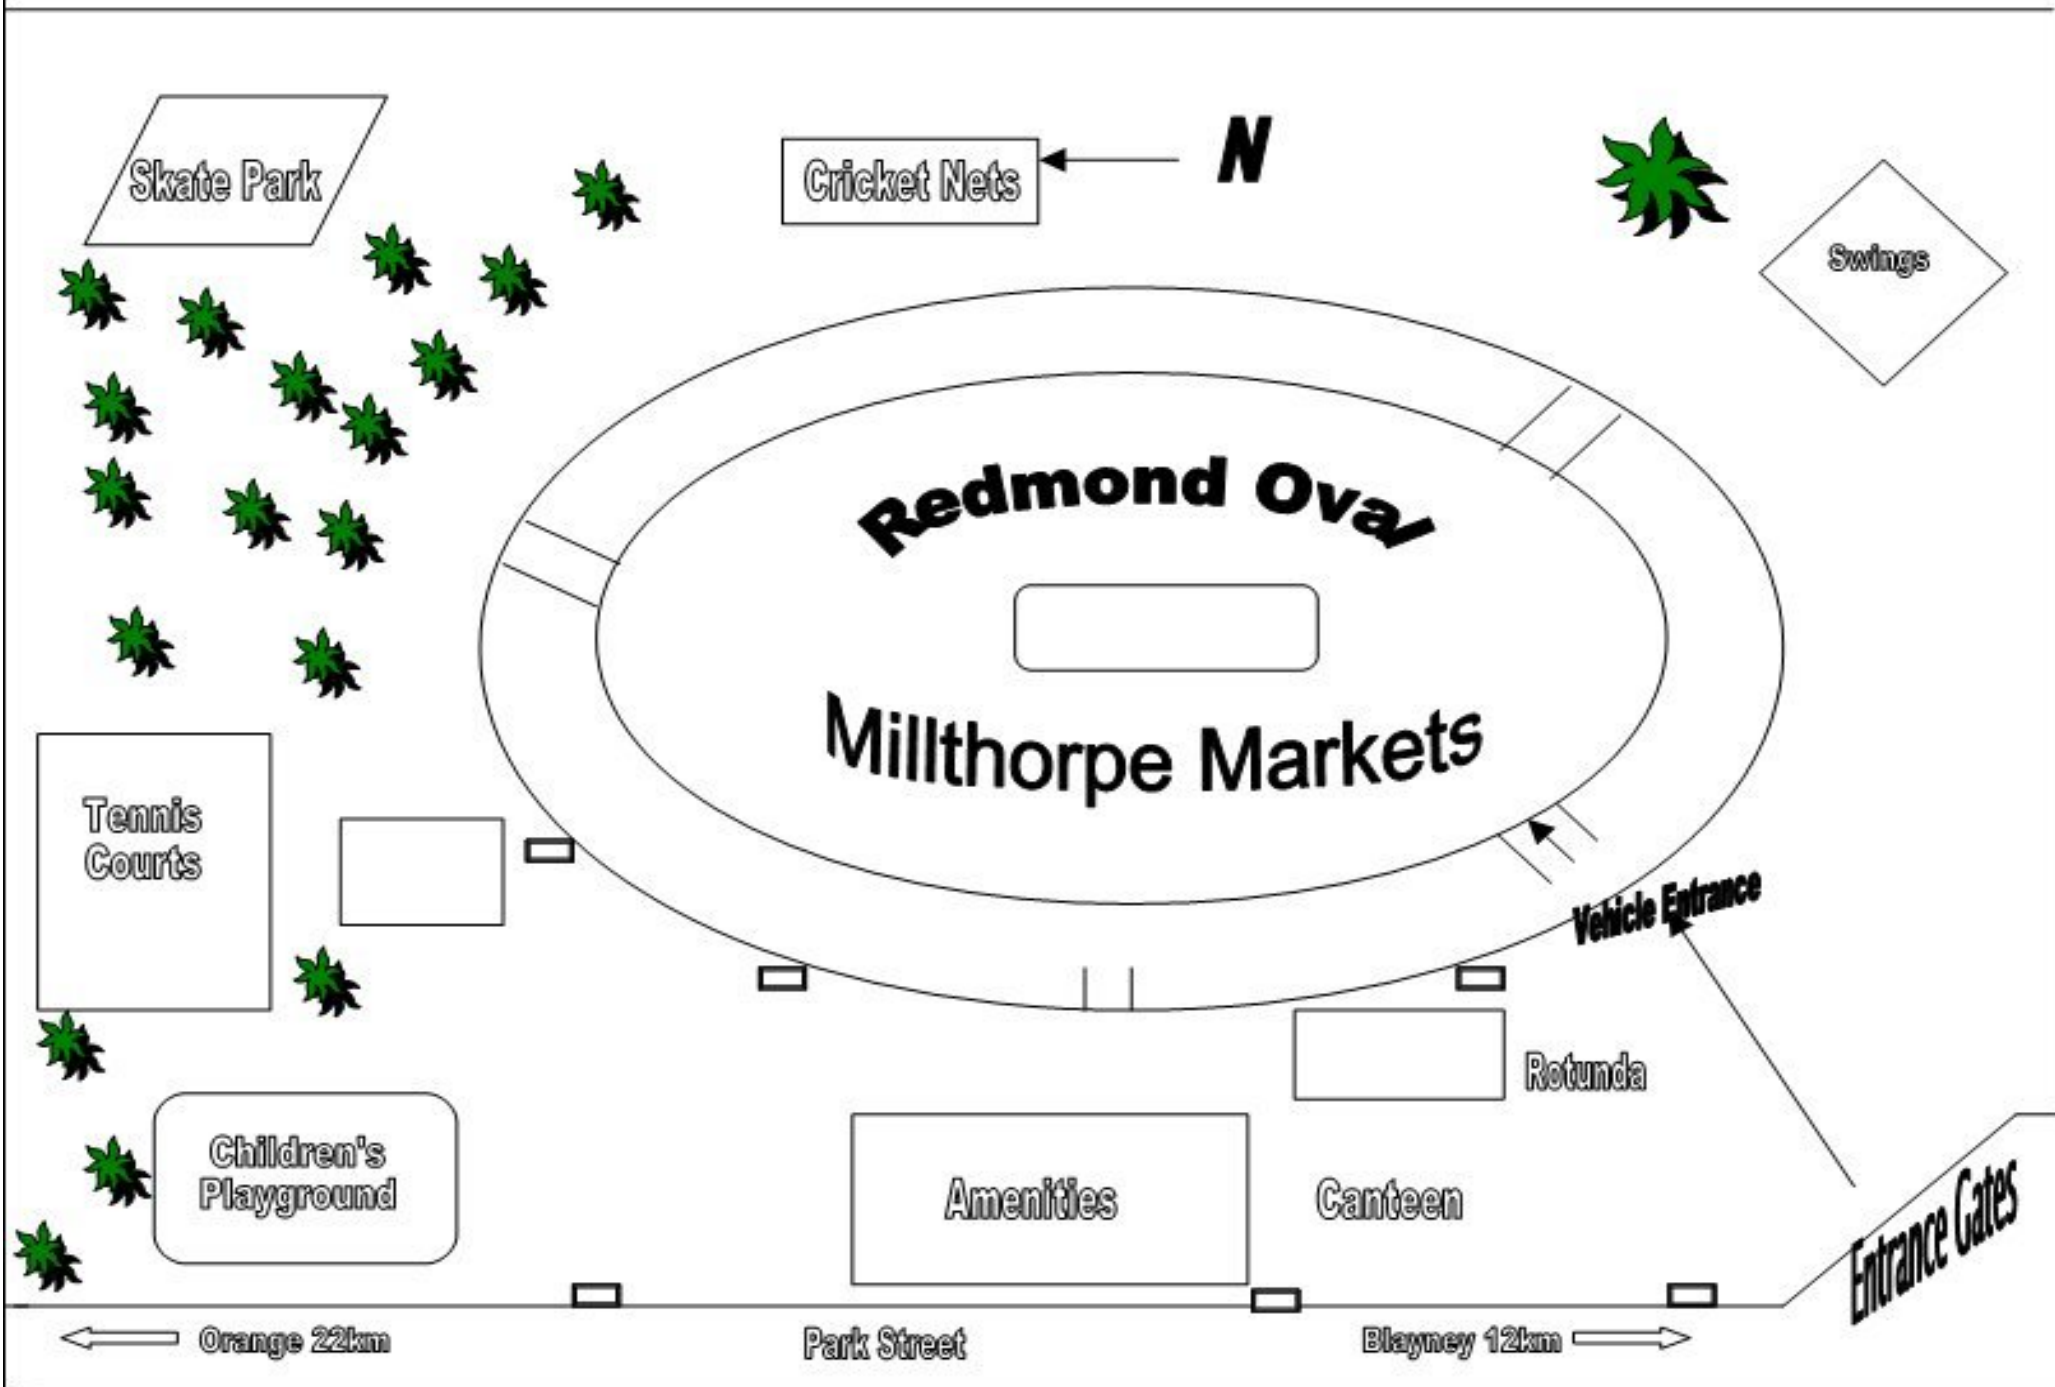 Skate Park
Cricket Nets
N
Swings
Redmond Oval
Millthorpe Markets
Tennis
Courts
Vehicle Entrance
Rotunda
Children's
Playground
Amenities
Canteen
Entrance Gates
Orange 22km
Park Street
Blayney 12km